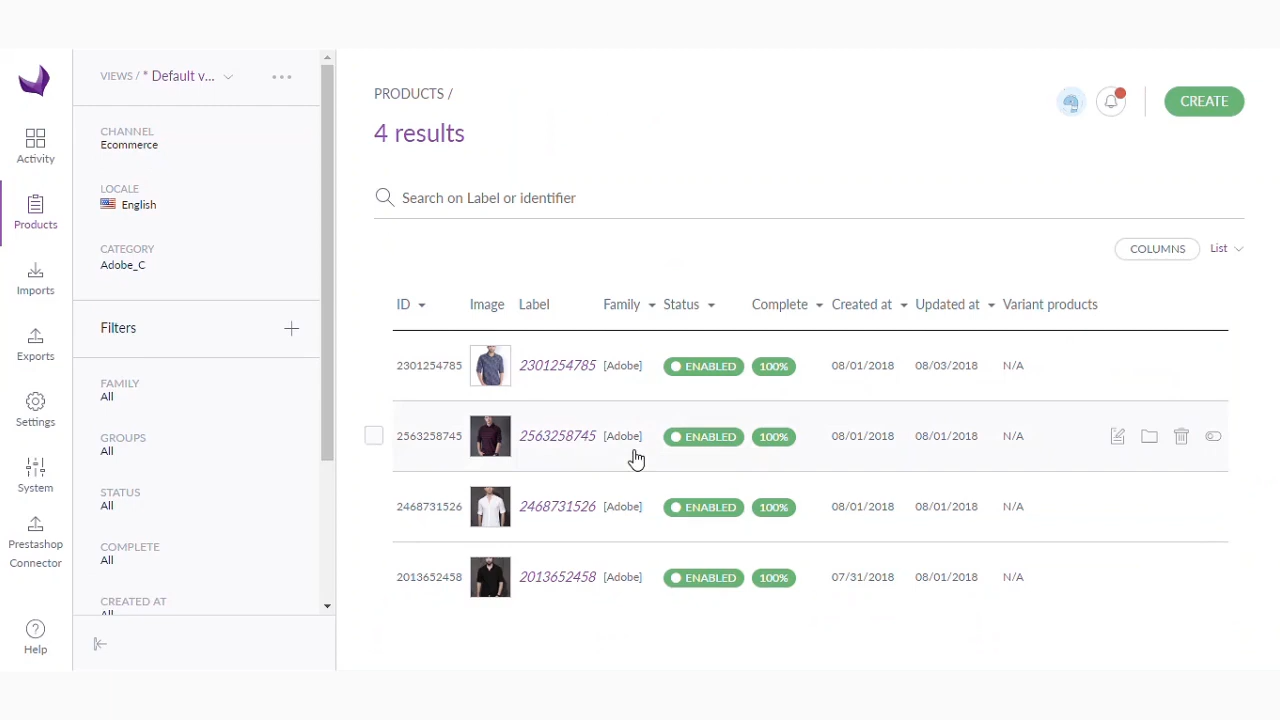 VIEWS / * Default v...
CHANNEL
Ecommerce
LOCALE
English
CATEGORY
Adobe_C
Filters
FAMILY
All
GROUPS
All
STATUS
All
COMPLETE
All
CREATED AT
All
Activity
Products
Imports
Exports
Settings
System
Prestashop
Connector
Help
PRODUCTS /
4 results
CREATE
Search on Label or identifier
COLUMNS List
ID Image Label Family Status Complete Created at Updated at Variant products
2301254785 2301254785 [Adobe] ENABLED 100% 08/01/2018 08/03/2018 N/A
2563258745 2563258745 [Adobe] ENABLED 100% 08/01/2018 08/01/2018 N/A
2468731526 2468731526 [Adobe] ENABLED 100% 08/01/2018 08/01/2018 N/A
2013652458 2013652458 [Adobe] ENABLED 100% 07/31/2018 08/01/2018 N/A